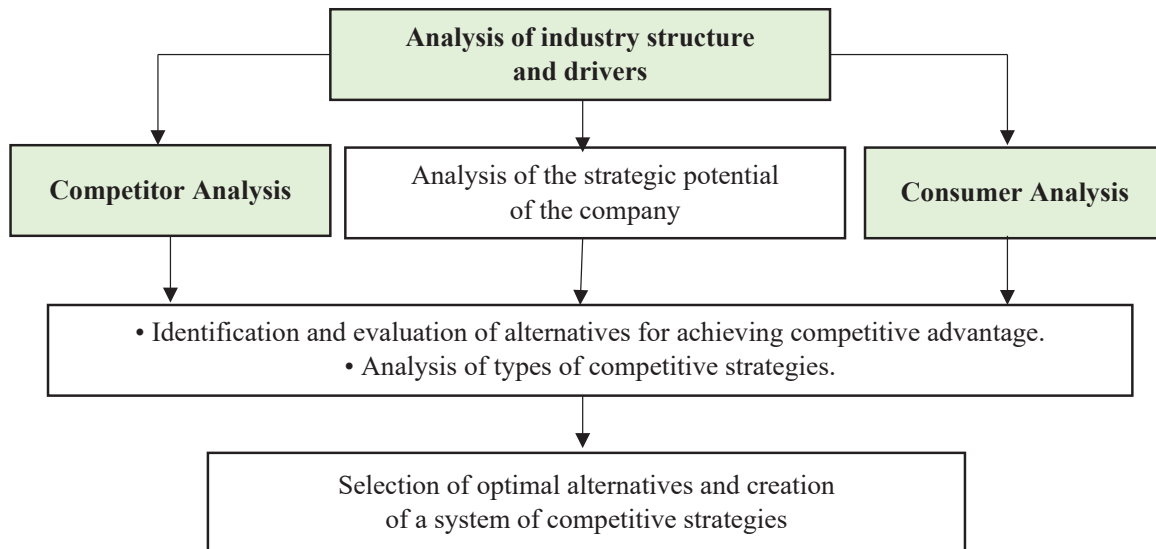 Analysis of industry structure
and drivers
Competitor Analysis
Analysis of the strategic potential
of the company
Consumer Analysis
• Identification and evaluation of alternatives for achieving competitive advantage.
• Analysis of types of competitive strategies.
Selection of optimal alternatives and creation
of a system of competitive strategies